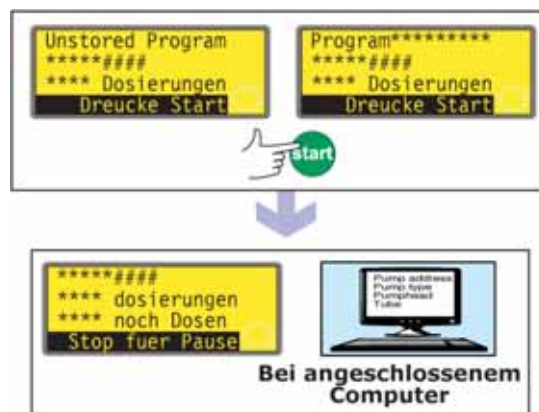 Unstored Program
*****####
**** Dosierungen
Dreucke Start
Program*********
*****####
**** Dosierungen
Dreucke Start
start
*****####
**** dosierungen
**** noch Dosen
Stop fuer Pause
Pump address
Pump type
Pumphead
Tube
Bei angeschlossenem
Computer